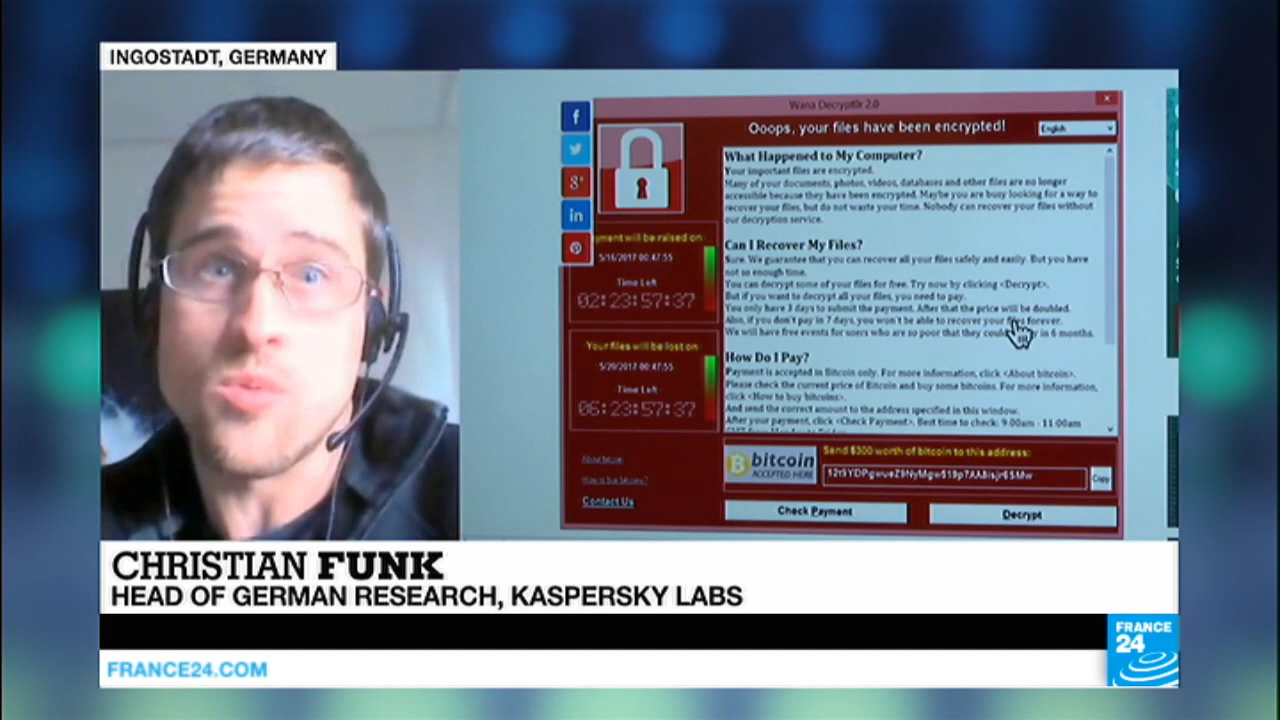 INGOSTADT, GERMANY
Wana Decrypt0r 2.0
Ooops, your files have been encrypted!
English
What Happened to My Computer?
Your important files are encrypted.
Many of your documents, photos, videos, databases and other files are no longer
accessible because they have been encrypted. Maybe you are busy looking for a way to
recover your files, but do not waste your time. Nobody can recover your files without
our decryption service.
Can I Recover My Files?
Sure. We guarantee that you can recover all your files safely and easily. But you have
not so enough time.
You can decrypt some of your files for free. Try now by clicking <Decrypt>.
But if you want to decrypt all your files, you need to pay.
You only have 3 days to submit the payment. After that the price will be doubled.
Also, if you don't pay in 7 days, you won't be able to recover your files forever.
We will have free events for users who are so poor that they in 6 months.
How Do I Pay?
Payment is accepted in Bitcoin only. For more information, click <About bitcoin>.
Please check the current price of Bitcoin and buy some bitcoins. For more information,
click <How to buy bitcoins>.
And send the correct amount to the address specified in this window.
After your payment, click <Check Payment>. Best time to check: 9:00am - 11:00am
f
g+
in
will be raised on
5/16/2017 00:47:55
Time Left
02:23:57:37
Your files will be lost on
5/20/2017 00:47:55
Time Left
06:23:57:37
About bitcoin
How to buy bitcoins?
Contact Us
bitcoin
ACCEPTED HERE
Send $300 worth of bitcoin to this address:
Copy
Check Payment
Decrypt
CHRISTIAN FUNK
HEAD OF GERMAN RESEARCH, KASPERSKY LABS
FRANCE
24
FRANCE24.COM